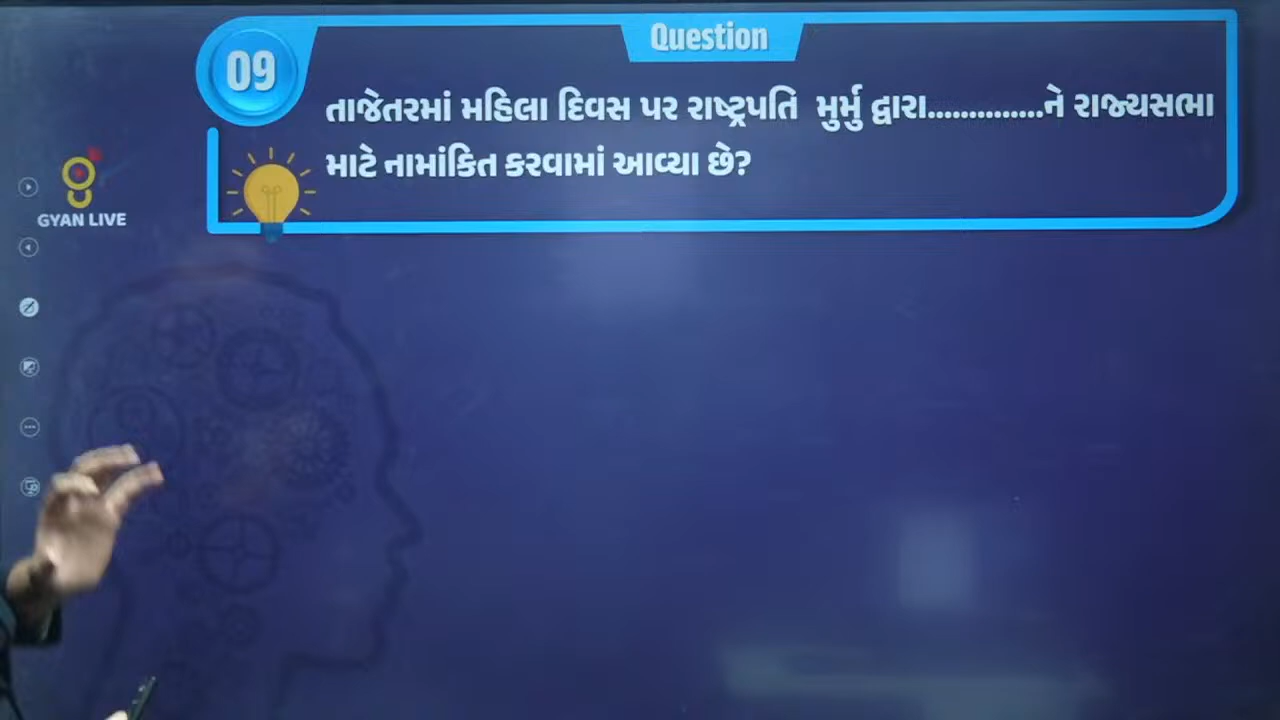 Question
09
તાજેતરમાં મહિલા દિવસ પર રાષ્ટ્રપતિ મુર્મુ દ્વારા..............ને રાજ્યસભા
માટે નામાંકિત કરવામાં આવ્યા છે?
GYAN LIVE